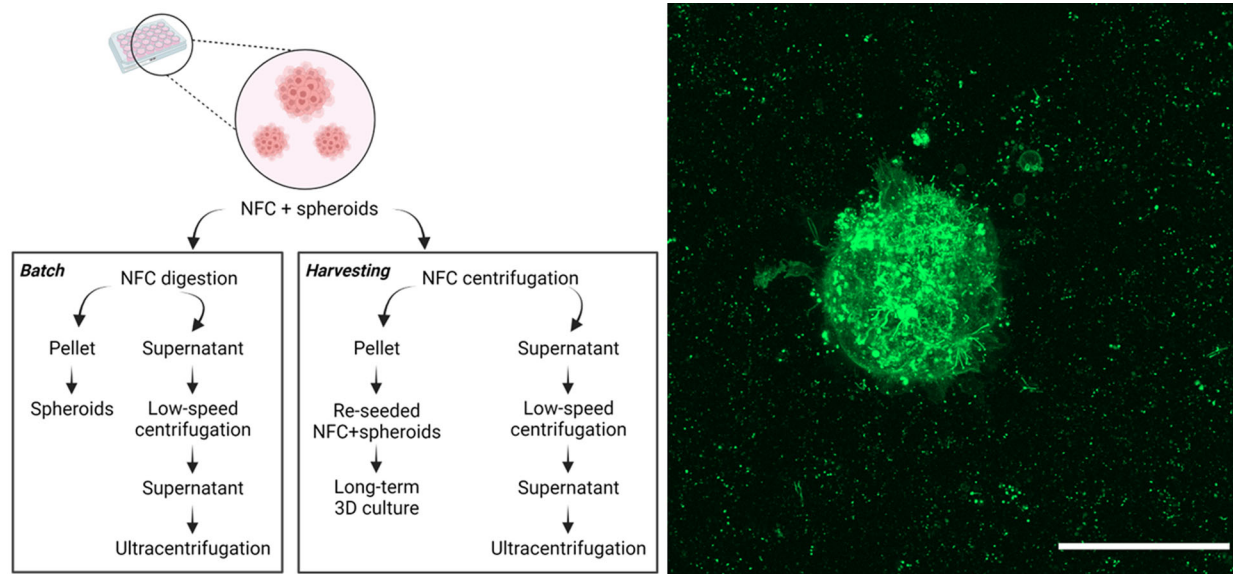 NFC + spheroids
Batch
NFC digestion
Pellet
Supernatant
Spheroids
Low-speed
centrifugation
Supernatant
Ultracentrifugation
Harvesting
NFC centrifugation
Pellet
Supernatant
Re-seeded
NFC+spheroids
Low-speed
centrifugation
Long-term
3D culture
Supernatant
Ultracentrifugation